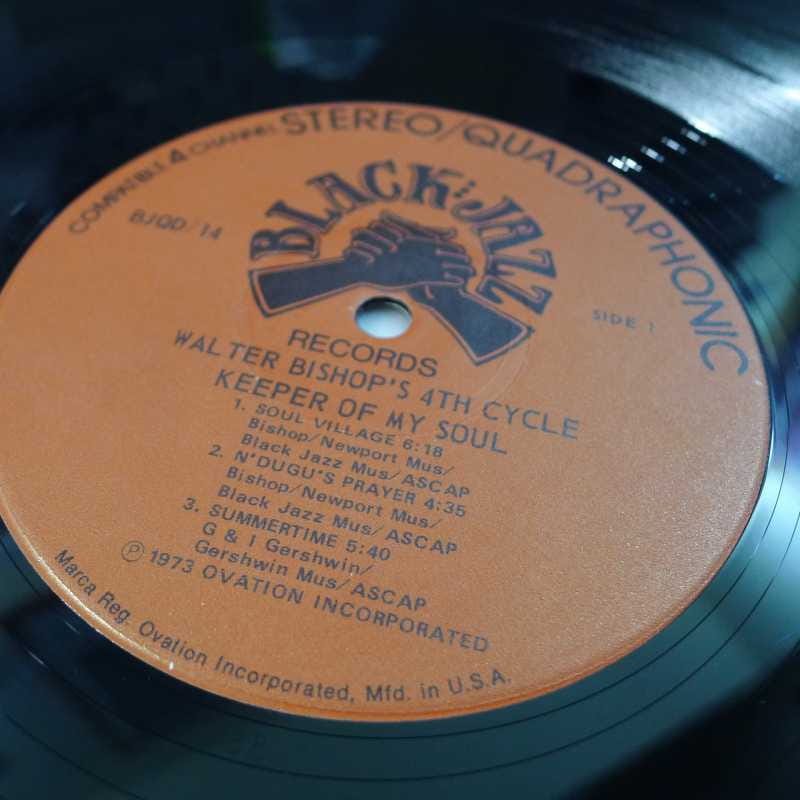 COMPATIBLE 4 CHANNEL STEREO/QUADRAPHONIC
BJQD/14
BLACK JAZZ
SIDE 1
RECORDS
WALTER BISHOP'S 4TH CYCLE
KEEPER OF MY SOUL
1. SOUL VILLAGE 6:18
Bishop/Newport Mus/
Black Jazz Mus/ASCAP
2. N'DUGU'S PRAYER 4:35
Bishop/Newport Mus/
Black Jazz Mus/ASCAP
3. SUMMERTIME 5:40
G & I Gershwin/
Gershwin Mus/ASCAP
Ⓟ 1973 OVATION INCORPORATED
Marca Reg. Ovation Incorporated, Mfd. in U.S.A.